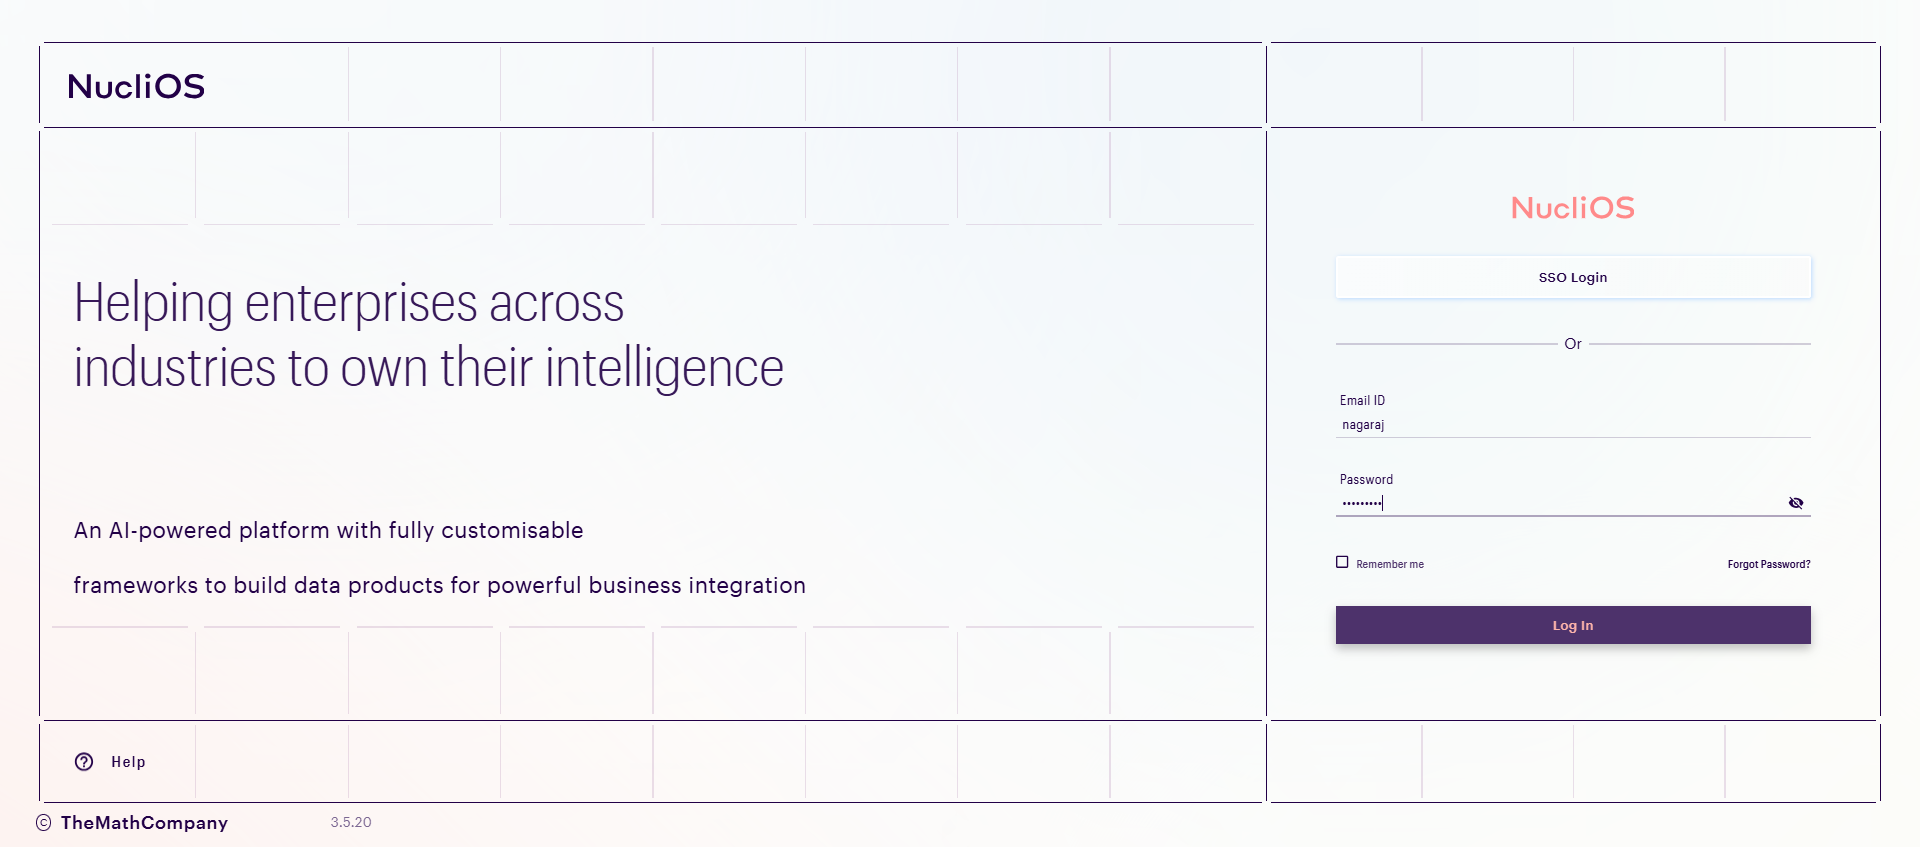 NucliOS
Helping enterprises across
industries to own their intelligence
An AI-powered platform with fully customisable
frameworks to build data products for powerful business integration
Help
© TheMathCompany
3.5.20
NucliOS
SSO Login
Or
Email ID
nagaraj
Password
•••••••••
Remember me
Forgot Password?
Log In